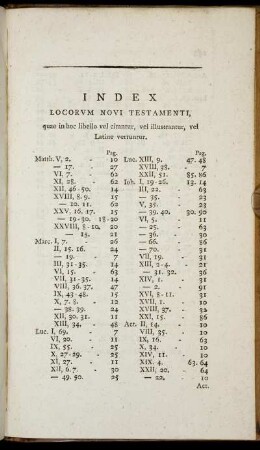 INDEX
LOCORVM NOVI TESTAMENTI,
quae in hoc libello vel citantur, vel illustrantur, vel
Latine vertuntur.
Pag.
Matth. V, 2. - 10
— 17. - 27
VI, 7. - 62
XI, 28. - 62
XII, 46-50. - 14
XVIII, 8. 9. - 15
— 10. 11. - 62
XXV. 16. 17. - 15
— 19-30. - 18-20
XXVIII, 8-10. - 20
— 15. - 21
Marc. I, 7. - 26
II, 15. 16. - 24
— 19. - 7
III, 31-35. - 14
VI, 15. - 63
VII, 31-35. - 14
VIII, 36. 37. - 47
IX, 43-48. - 15
X, 7. 8. - 12
— 38-39. - 24
XII, 30. 31. - 11
XIII, 34. - 48
Luc. I, 69. - 7
VI, 20. - 11
IX, 55. - 25
X, 27-29. - 25
XI, 27. - 11
XII, 6. 7. - 30
— 49. 50. - 25
Pag.
Luc. XIII, 9. - 47. 48
XVIII, 38. - 7
XXII, 51. - 85. 86
Ioh. I, 19-26. - 13. 14
III, 22. - 63
— 35. - 23
V, 35. - 23
— 39. 40. - 30. 90
VI, 5. - 11
— 25. - 63
— 36. - 30
— 66. - 86
— 70. - 31
VII, 19. - 31
XIII, 2-4. - 21
— 31. 32. - 36
XIV, 1. - 31
— 2. - 91
XVI, 8-11. - 31
XVII, 10. - 31
XVIII, 37. - 32
XXI, 15. - 86
Act. II, 14. - 10
VIII, 35. - 10
IX, 16. - 63
X, 34. - 10
XIV, 11. - 10
XIX, 4. - 63. 64
XXII, 20. - 64
— 22. - 10
Act.